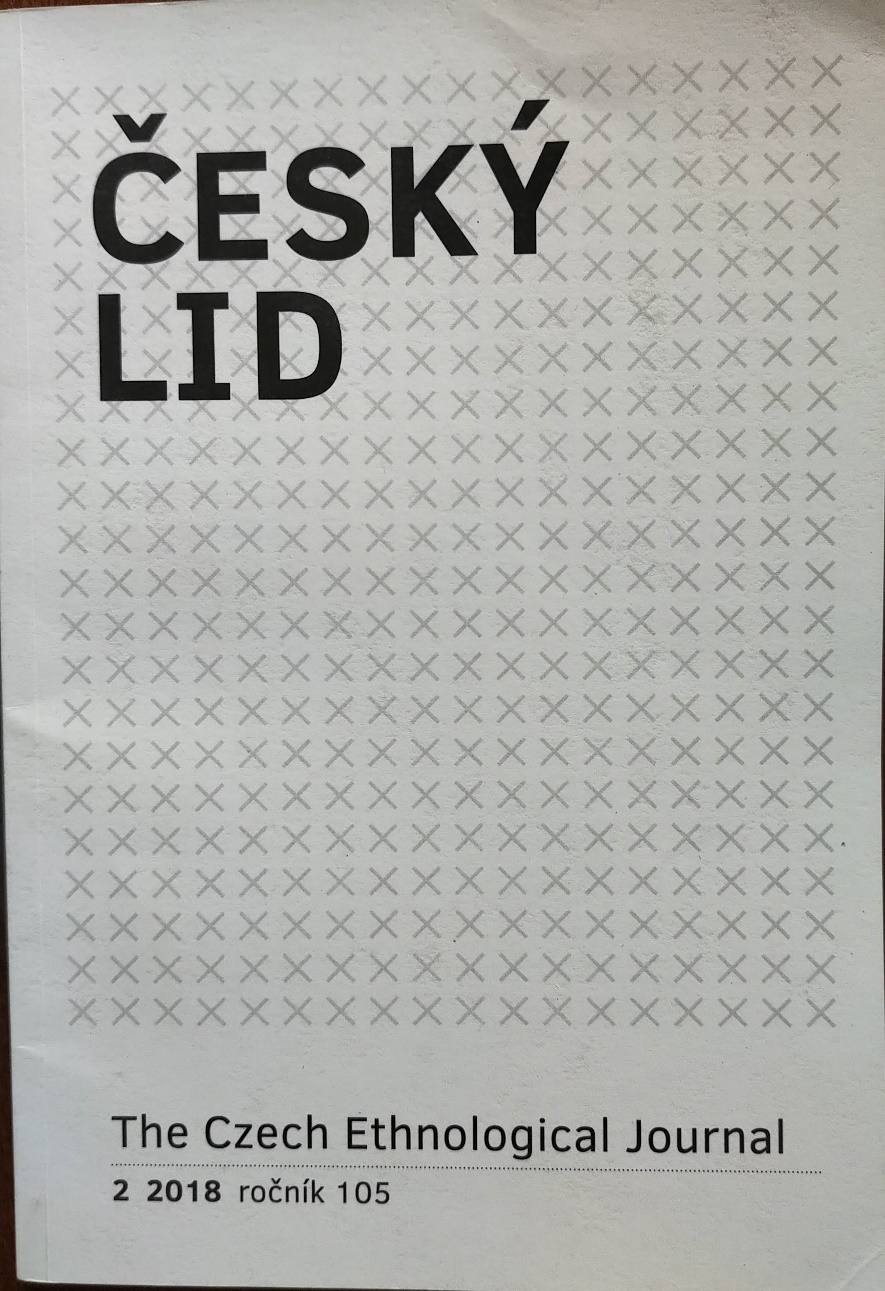 ČESKÝ
LID
The Czech Ethnological Journal
2 2018 ročník 105